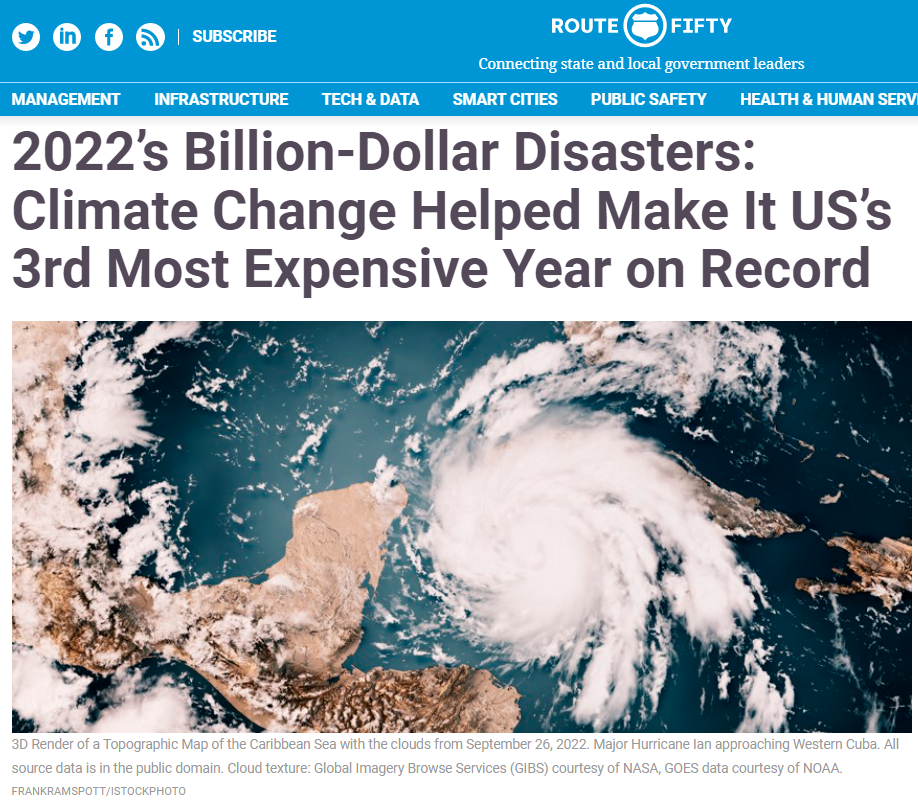 SUBSCRIBE
ROUTE FIFTY
Connecting state and local government leaders
MANAGEMENT INFRASTRUCTURE TECH & DATA SMART CITIES PUBLIC SAFETY HEALTH & HUMAN SERV
2022’s Billion-Dollar Disasters:
Climate Change Helped Make It US’s
3rd Most Expensive Year on Record
3D Render of a Topographic Map of the Caribbean Sea with the clouds from September 26, 2022. Major Hurricane Ian approaching Western Cuba. All
source data is in the public domain. Cloud texture: Global Imagery Browse Services (GIBS) courtesy of NASA, GOES data courtesy of NOAA.
FRANKRAMSPOTT/ISTOCKPHOTO